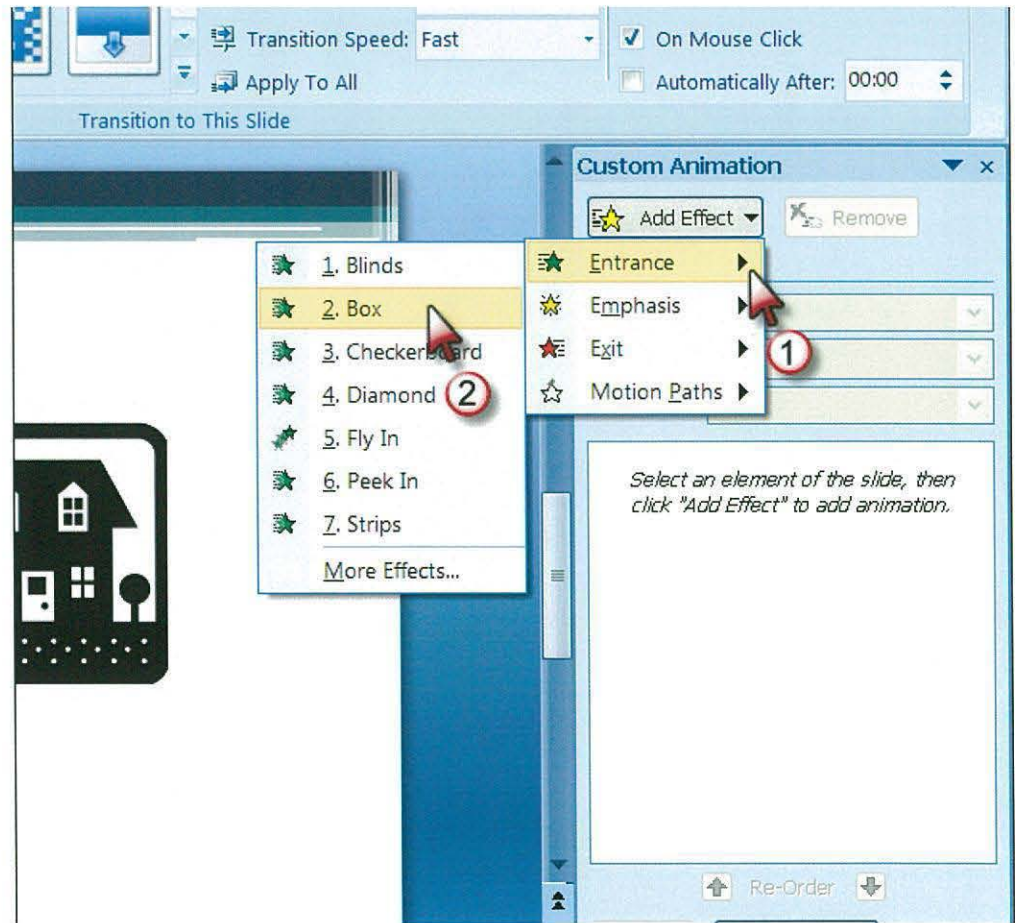 Transition Speed: Fast
On Mouse Click
Apply To All
Automatically After: 00:00
Transition to This Slide
Custom Animation
Add Effect
Remove
1. Blinds
2. Box
3. Checkerboard
4. Diamond
5. Fly In
6. Peek In
7. Strips
More Effects...
Entrance
Emphasis
Exit
Motion Paths
1
2
Select an element of the slide, then
click "Add Effect" to add animation.
Re-Order